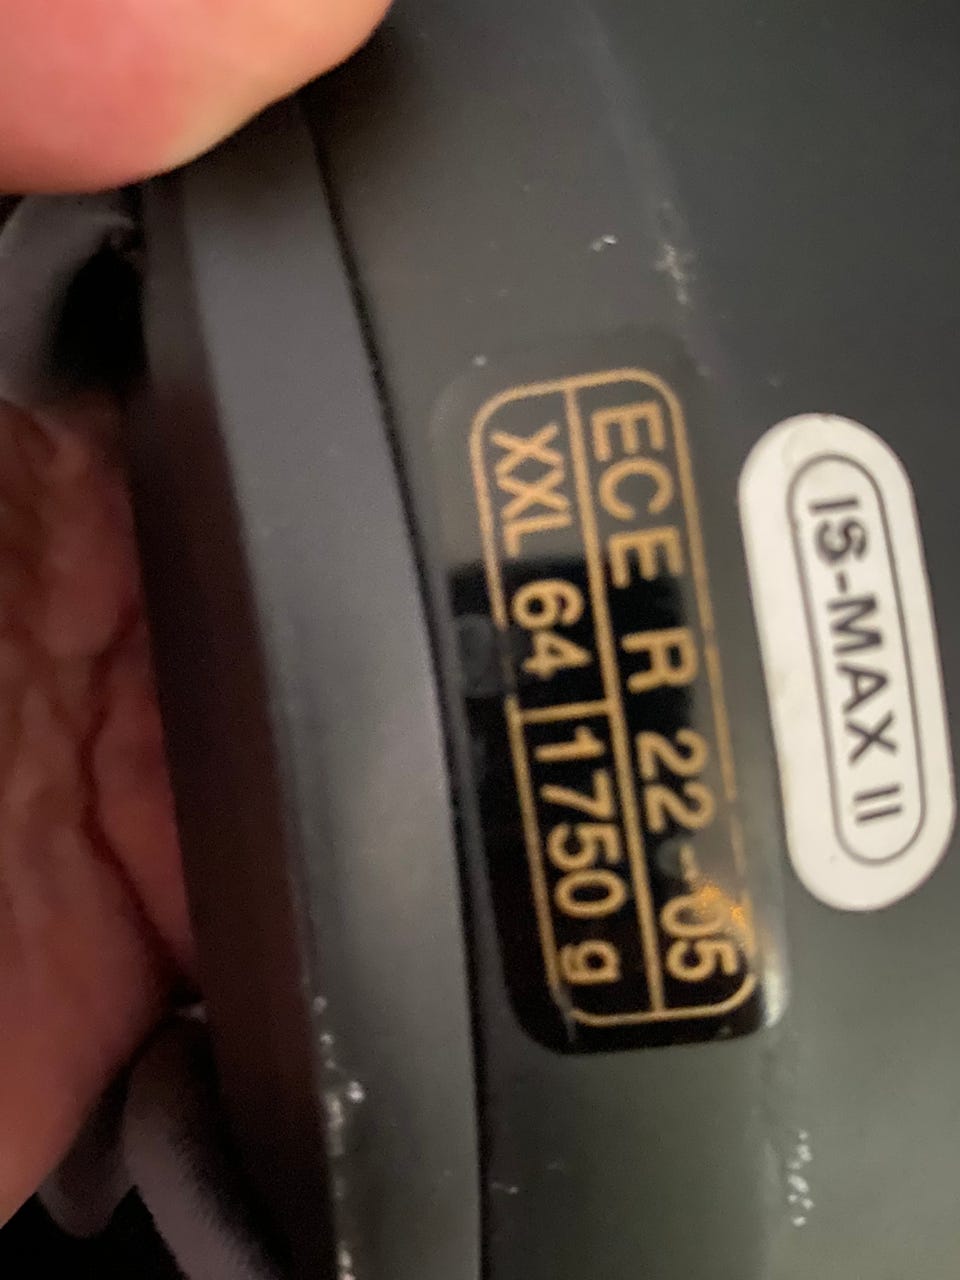 ECE R 22-05
XXL 64 1750 g
IS-MAX II